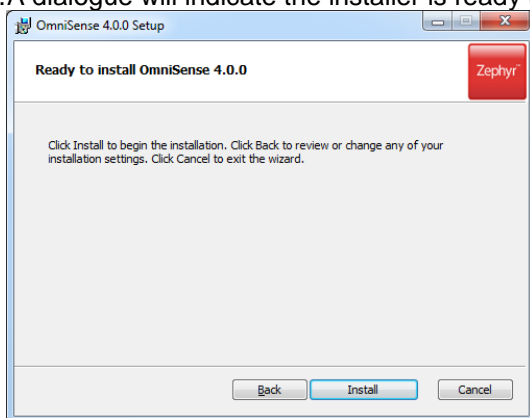 .A dialogue will indicate the installer is ready
OmniSense 4.0.0 Setup
Ready to install OmniSense 4.0.0
Zephyr™
Click Install to begin the installation. Click Back to review or change any of your
installation settings. Click Cancel to exit the wizard.
Back Install Cancel